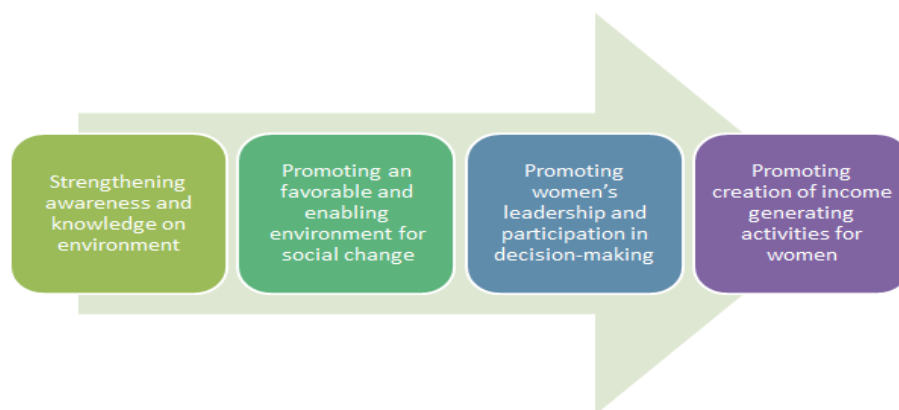 Strengthening
awareness and
knowledge on
environment
Promoting an
favorable and
enabling
environment for
social change
Promoting
women's
leadership and
participation in
decision-making
Promoting
creation of income
generating
activities for
women